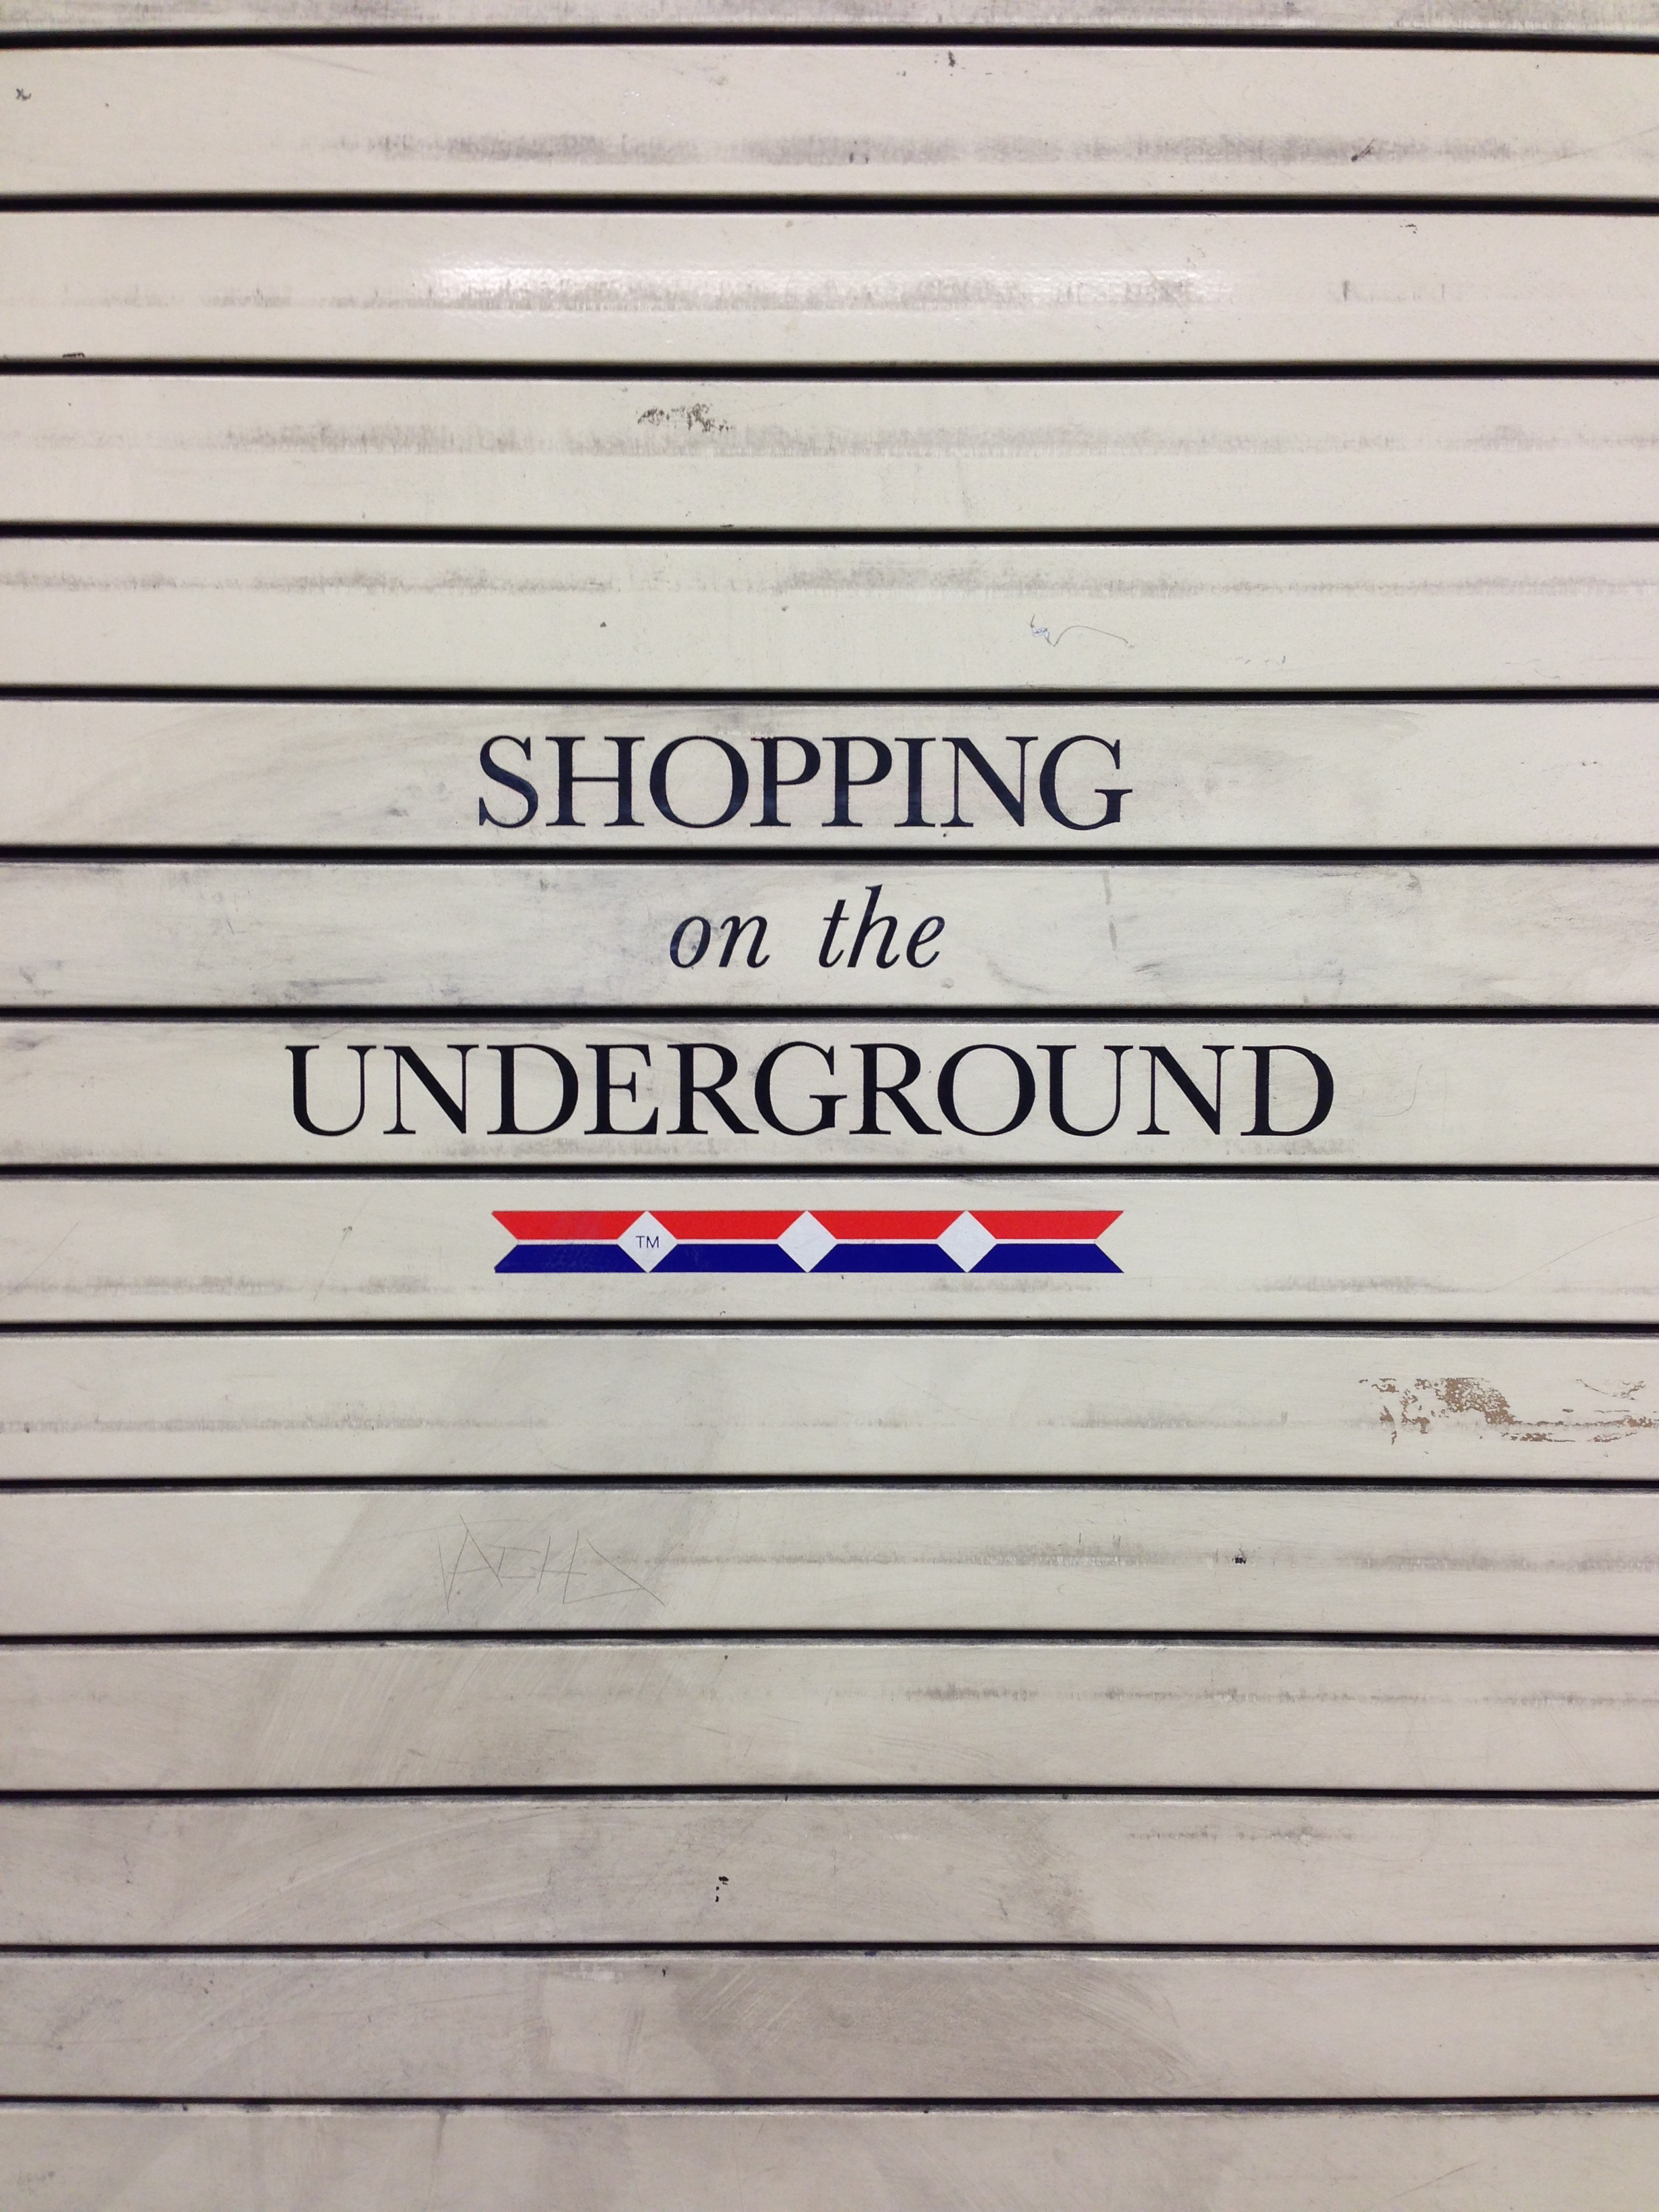 SHOPPING
on the
UNDERGROUND
TM